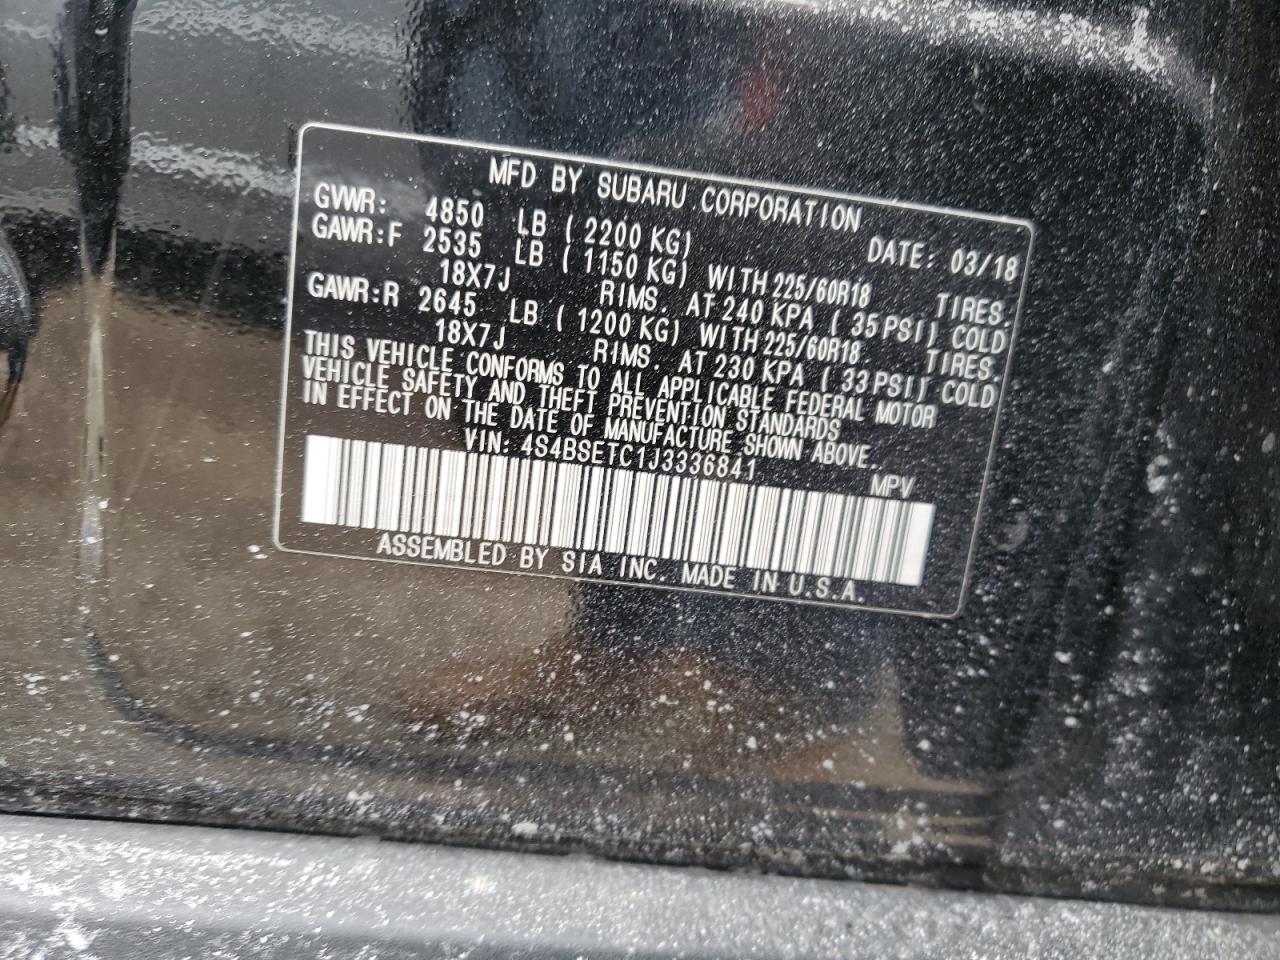 MFD BY SUBARU CORPORATION
GVWR: 4850 LB ( 2200 KG) DATE: 03/18
GAWR:F 2535 LB ( 1150 KG) WITH 225/60R18 TIRES.
18X7J RIMS. AT 240 KPA ( 35 PSI) COLD
GAWR:R 2645 LB ( 1200 KG) WITH 225/60R18 TIRES.
18X7J RIMS. AT 230 KPA ( 33 PSI) COLD
THIS VEHICLE CONFORMS TO ALL APPLICABLE FEDERAL MOTOR
VEHICLE SAFETY AND THEFT PREVENTION STANDARDS
IN EFFECT ON THE DATE OF MANUFACTURE SHOWN ABOVE.
VIN: 4S4BSETC1J3336841 MPV
ASSEMBLED BY SIA INC. MADE IN U.S.A.